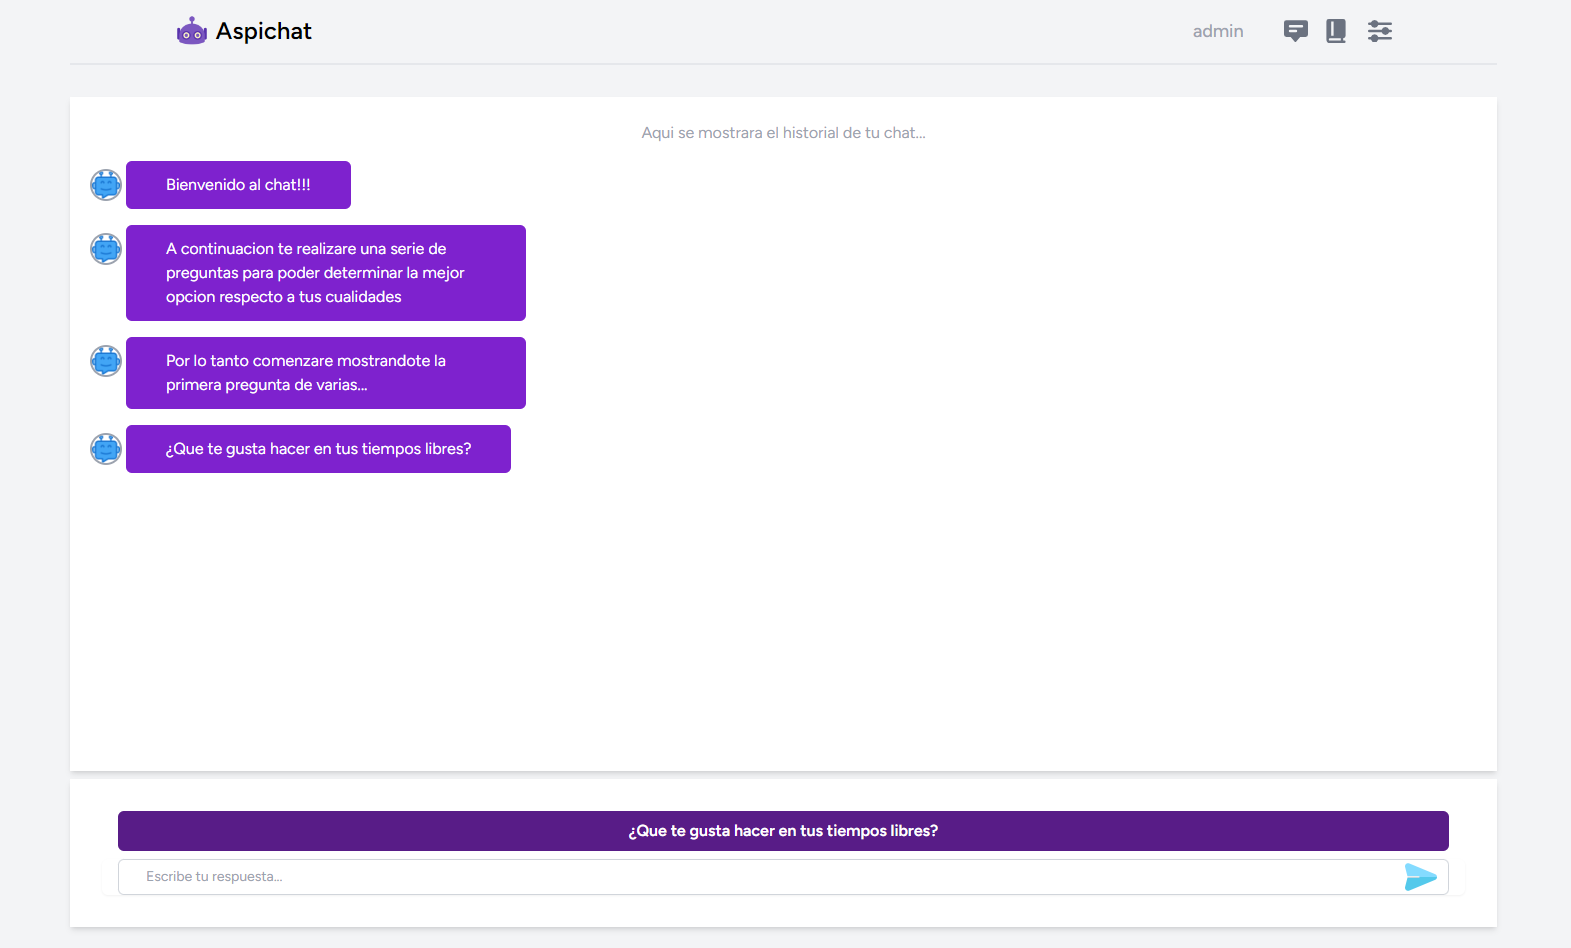 Aspichat
admin
Aqui se mostrara el historial de tu chat...
Bienvenido al chat!!!
A continuacion te realizare una serie de
preguntas para poder determinar la mejor
opcion respecto a tus cualidades
Por lo tanto comenzare mostrandote la
primera pregunta de varias...
¿Que te gusta hacer en tus tiempos libres?
¿Que te gusta hacer en tus tiempos libres?
Escribe tu respuesta...